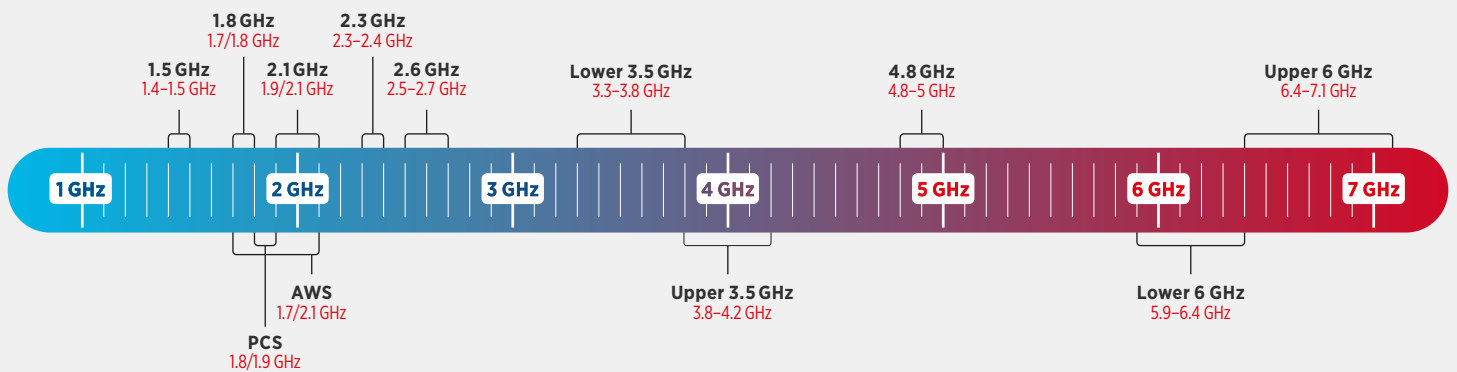 1.8 GHz
1.7/1.8 GHz
2.3 GHz
2.3–2.4 GHz
1.5 GHz
1.4–1.5 GHz
2.1 GHz
1.9/2.1 GHz
2.6 GHz
2.5–2.7 GHz
Lower 3.5 GHz
3.3–3.8 GHz
4.8 GHz
4.8–5 GHz
Upper 6 GHz
6.4–7.1 GHz
1 GHz
2 GHz
3 GHz
4 GHz
5 GHz
6 GHz
7 GHz
AWS
1.7/2.1 GHz
Upper 3.5 GHz
3.8–4.2 GHz
Lower 6 GHz
5.9–6.4 GHz
PCS
1.8/1.9 GHz